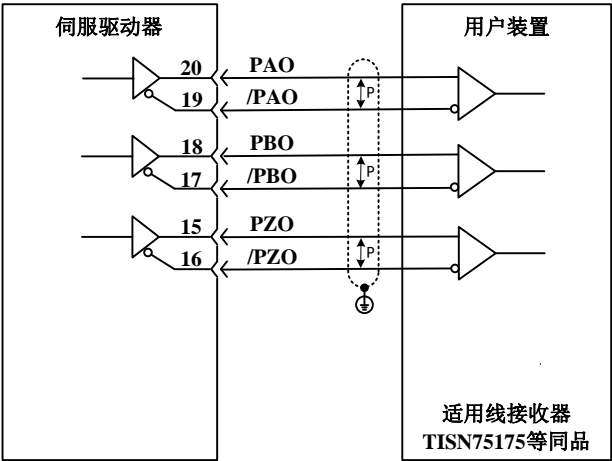 伺服驱动器
用户装置
20 PAO
19 /PAO
P
18 PBO
17 /PBO
P
15 PZO
16 /PZO
P
适用线接收器
TISN75175等同品